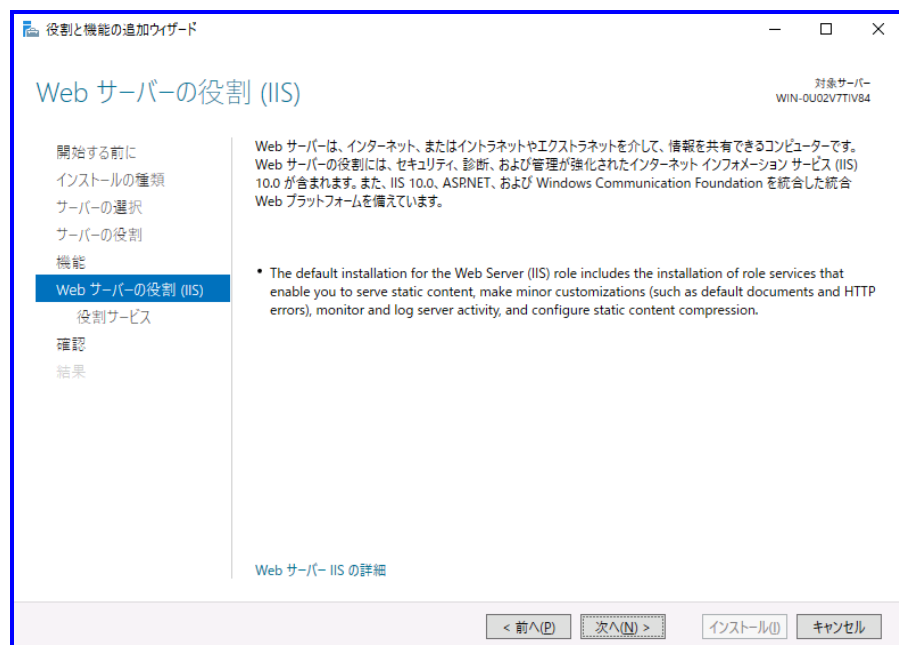 役割と機能の追加ウィザード
Web サーバーの役割 (IIS)
対象サーバー
WIN-0U02V7TIV84
開始する前に
インストールの種類
サーバーの選択
サーバーの役割
機能
Web サーバーの役割 (IIS)
役割サービス
確認
結果
Web サーバーは、インターネット、またはイントラネットやエクストラネットを介して、情報を共有できるコンピューターです。
Web サーバーの役割には、セキュリティ、診断、および管理が強化されたインターネット インフォメーション サービス (IIS)
10.0 が含まれます。また、IIS 10.0、ASP.NET、および Windows Communication Foundation を統合した統合
Web プラットフォームを備えています。
• The default installation for the Web Server (IIS) role includes the installation of role services that
enable you to serve static content, make minor customizations (such as default documents and HTTP
errors), monitor and log server activity, and configure static content compression.
Web サーバー IIS の詳細
< 前へ(P)
次へ(N) >
インストール(I)
キャンセル